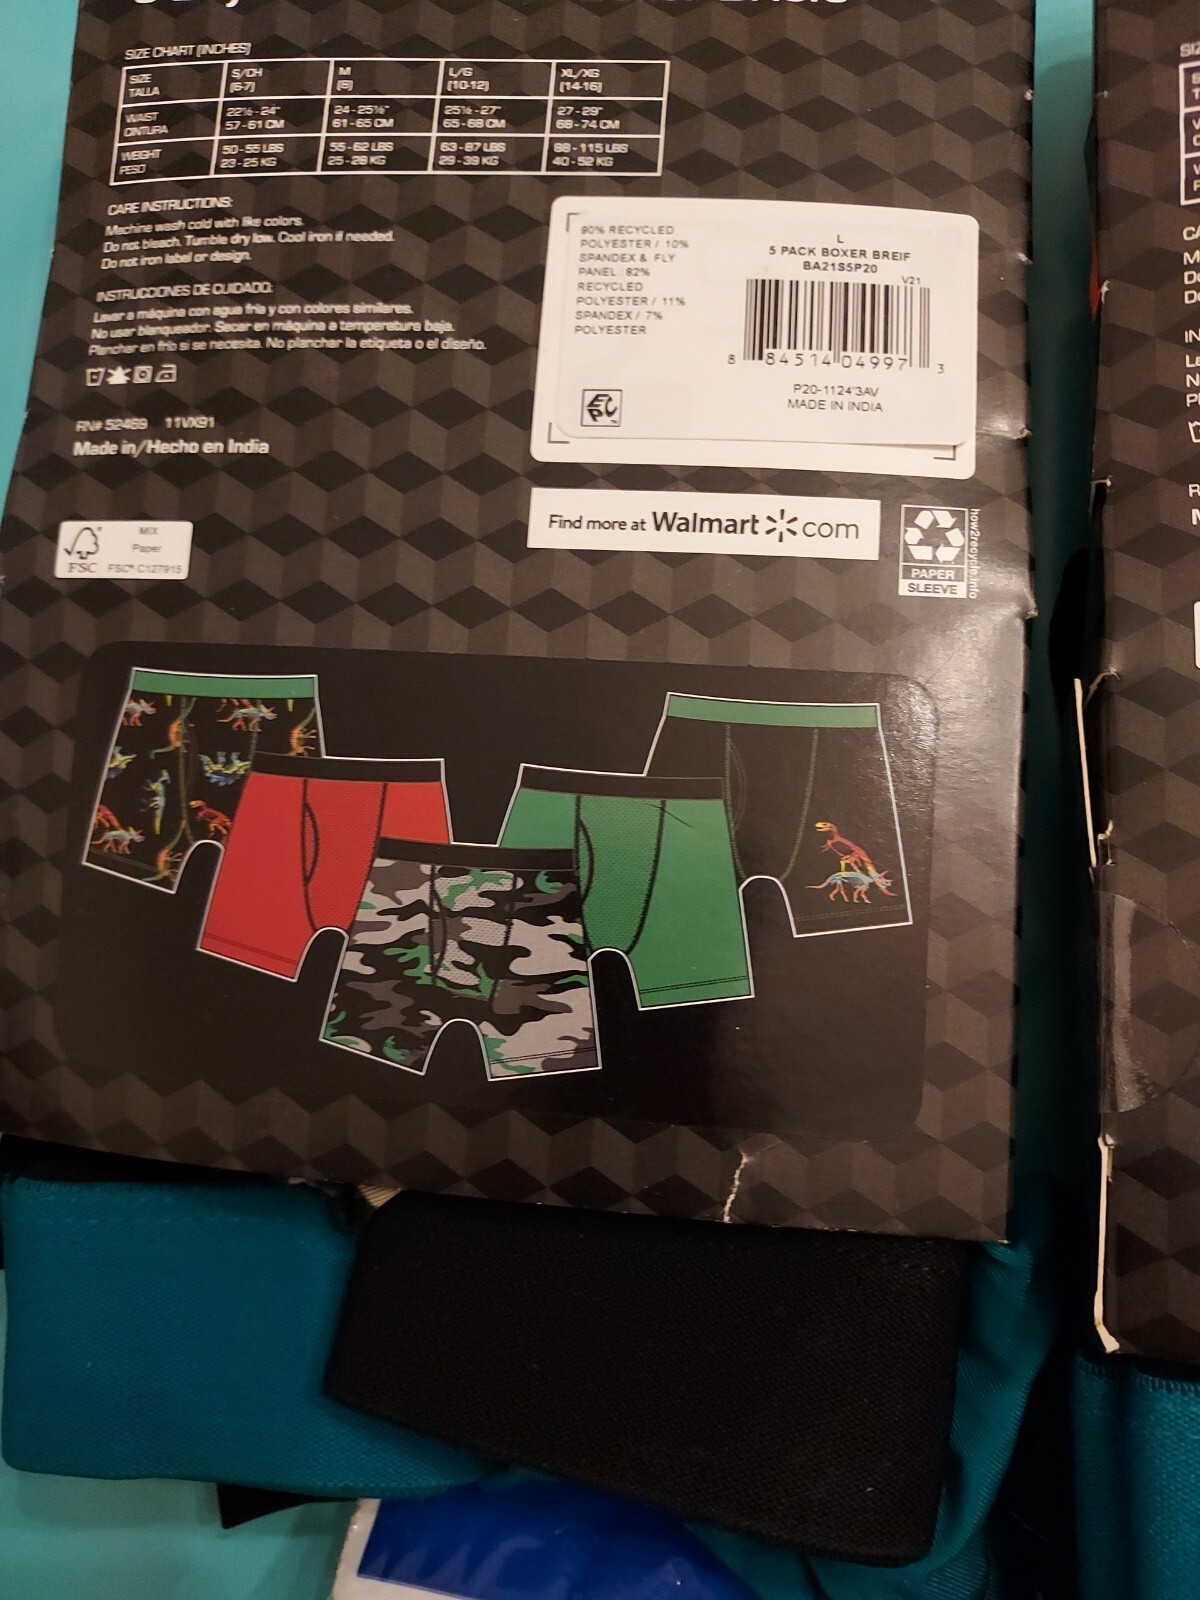 SIZE CHART (INCHES)
SIZE TALLA S/CH (6-7) M (8) L/G (10-12) XL/XG (14-16)
WAIST CINTURA 22½ - 24" 57 - 61 CM 24 - 25½" 61 - 65 CM 25½ - 27" 65 - 68 CM 27 - 29" 68 - 74 CM
WEIGHT PESO 50 - 55 LBS 23 - 25 KG 55 - 62 LBS 25 - 28 KG 63 - 87 LBS 29 - 39 KG 88 - 115 LBS 40 - 52 KG
CARE INSTRUCTIONS:
Machine wash cold with like colors.
Do not bleach. Tumble dry low. Cool iron if needed.
Do not iron label or design.
INSTRUCCIONES DE CUIDADO:
Lavar a máquina con agua fría y con colores similares.
No usar blanqueador. Secar en máquina a temperatura baja.
Planchar en frío si se necesita. No planchar la etiqueta o el diseño.
RN# 52469 11VX91
Made in/Hecho en India
FSC
MIX
Paper
FSC® C127915
90% RECYCLED
POLYESTER / 10%
SPANDEX & FLY
PANEL : 82%
RECYCLED
POLYESTER / 11%
SPANDEX / 7%
POLYESTER
EPC
L
5 PACK BOXER BREIF
BA21S5P20
V21
8 84514 04997 3
P20-1124'3AV
MADE IN INDIA
Find more at Walmart com
how2recycle.info
PAPER
SLEEVE